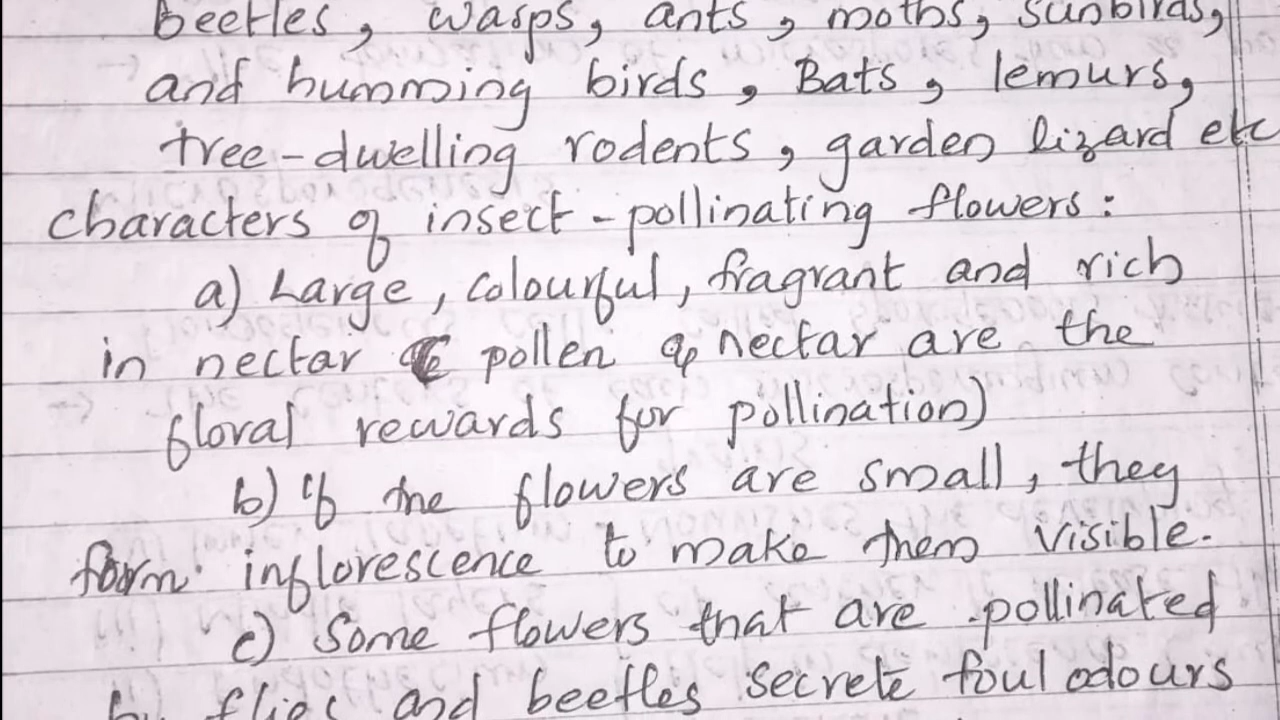 beetles, wasps, ants, moths, sunbirds,
and humming birds, Bats, lemurs,
tree-dwelling rodents, garden lizard etc
characters of insect-pollinating flowers:
a) Large, colourful, fragrant and rich
in nectar pollen & nectar are the
floral rewards for pollination)
b) if the flowers are small, they
form inflorescence to make them visible.
c) Some flowers that are pollinated
by flies and beetles secrete foul odours